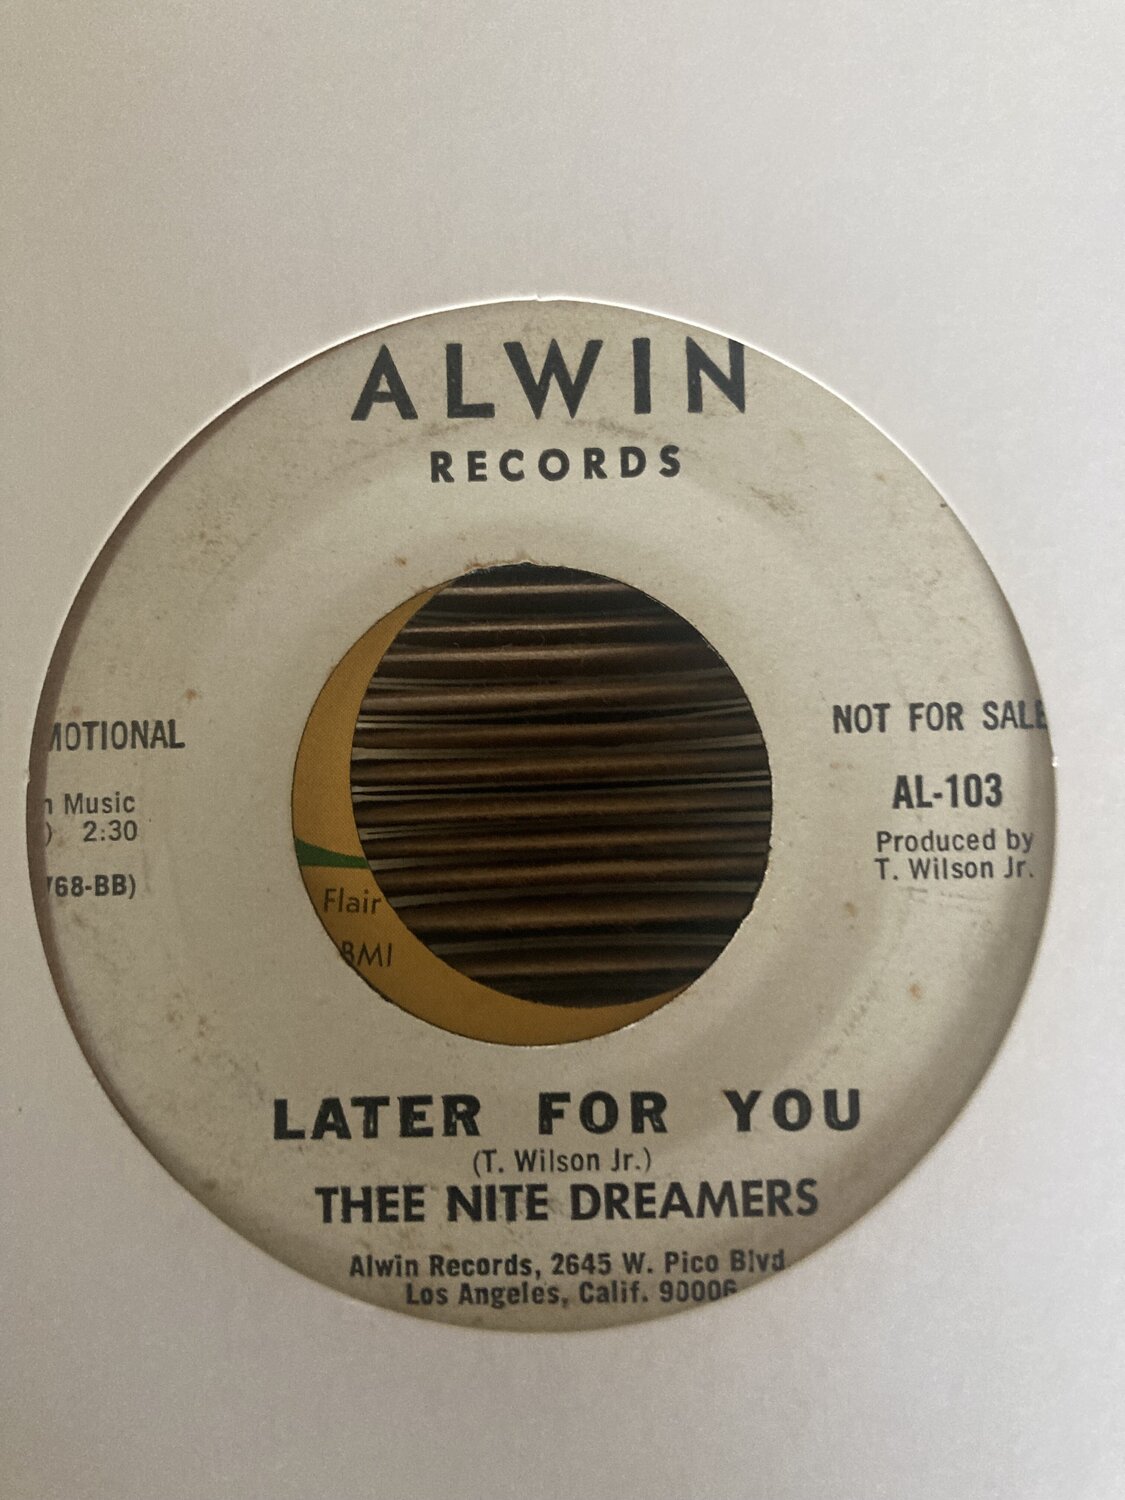 ALWIN
RECORDS
MOTIONAL
NOT FOR SALE
Music
) 2:30
AL-103
768-BB)
Produced by
T. Wilson Jr.
Flair
BMI
LATER FOR YOU
(T. Wilson Jr.)
THEE NITE DREAMERS
Alwin Records, 2645 W. Pico Blvd
Los Angeles, Calif. 90006